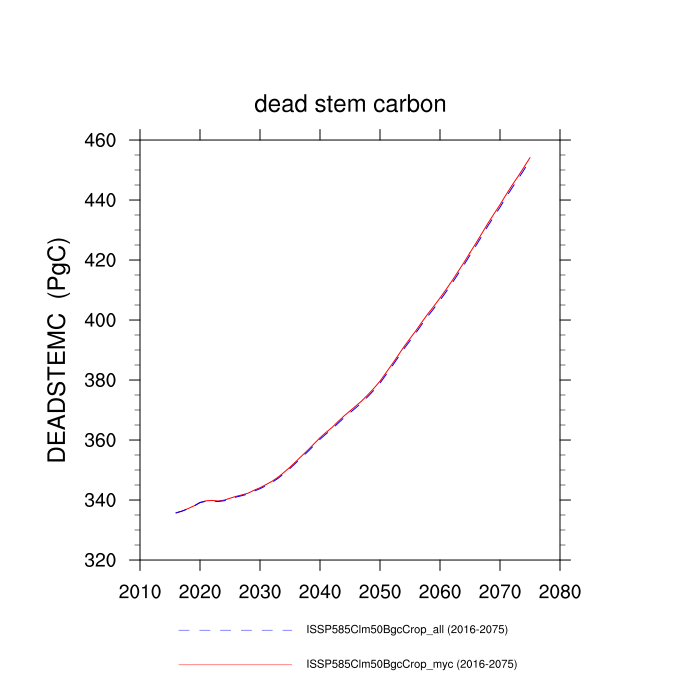 dead stem carbon
460
440
420
400
380
360
340
320
DEADSTEMC (PgC)
2010 2020 2030 2040 2050 2060 2070 2080
ISSP585Clm50BgcCrop_all (2016-2075)
ISSP585Clm50BgcCrop_myc (2016-2075)